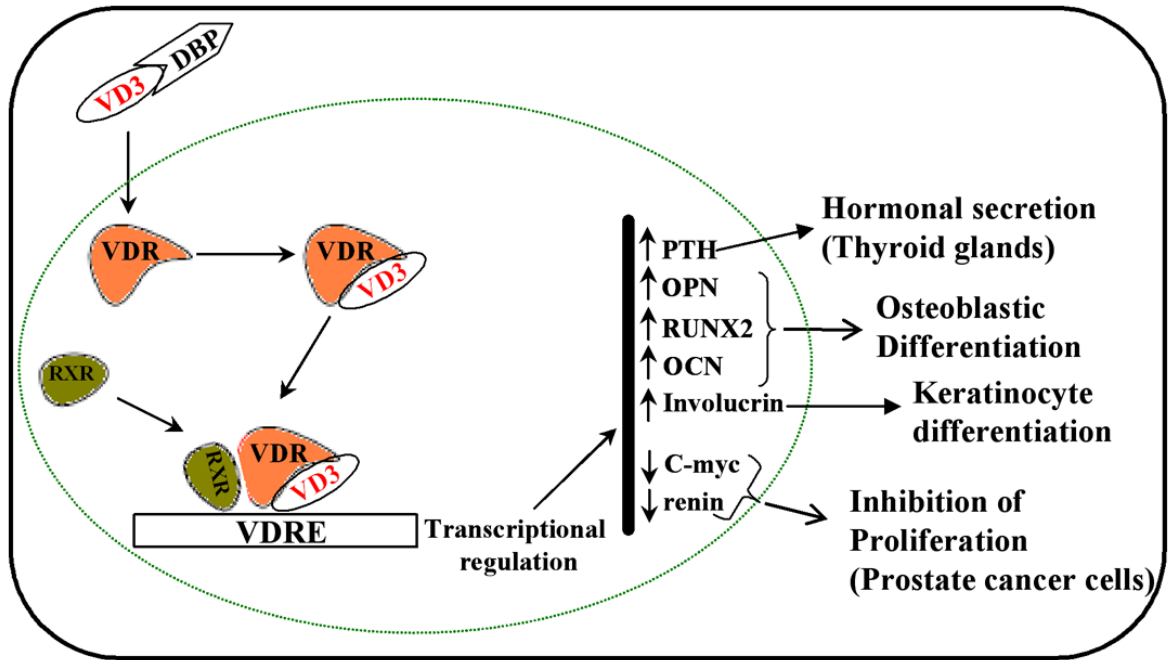 DBP
VD3
VDR
VDR
VD3
RXR
RXR
VDR
VD3
VDRE
Transcriptional
regulation
PTH
OPN
RUNX2
OCN
Involucrin
C-myc
renin
Hormonal secretion
(Thyroid glands)
Osteoblastic
Differentiation
Keratinocyte
differentiation
Inhibition of
Proliferation
(Prostate cancer cells)